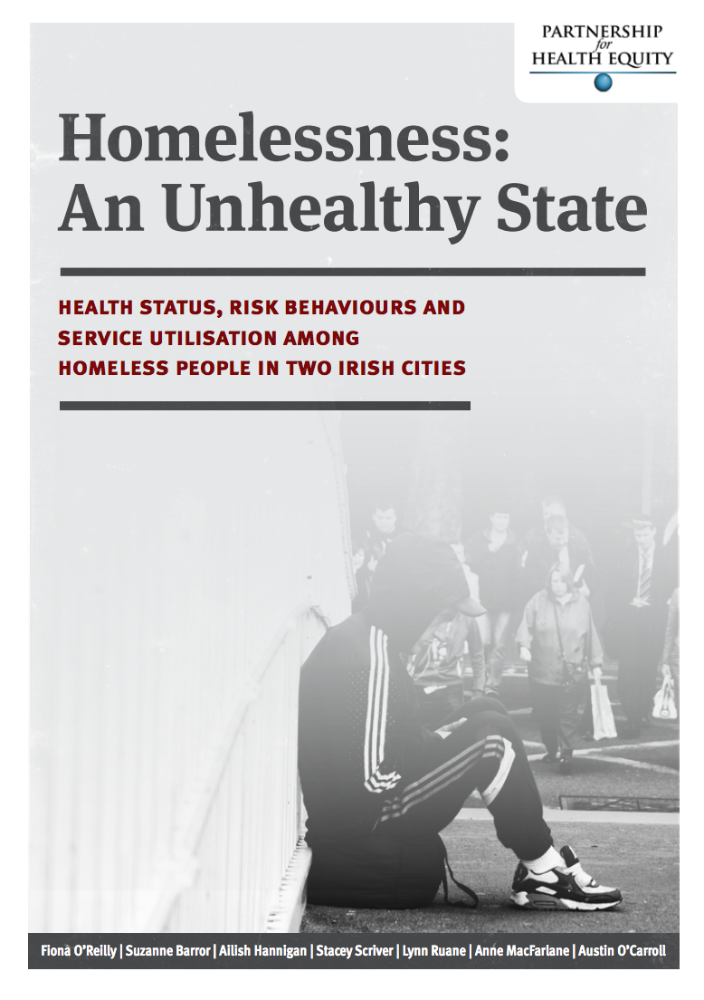 PARTNERSHIP
for
HEALTH EQUITY
Homelessness:
An Unhealthy State
HEALTH STATUS, RISK BEHAVIOURS AND
SERVICE UTILISATION AMONG
HOMELESS PEOPLE IN TWO IRISH CITIES
Fiona O'Reilly | Suzanne Barror | Ailish Hannigan | Stacey Scriver | Lynn Ruane | Anne MacFarlane | Austin O'Carroll